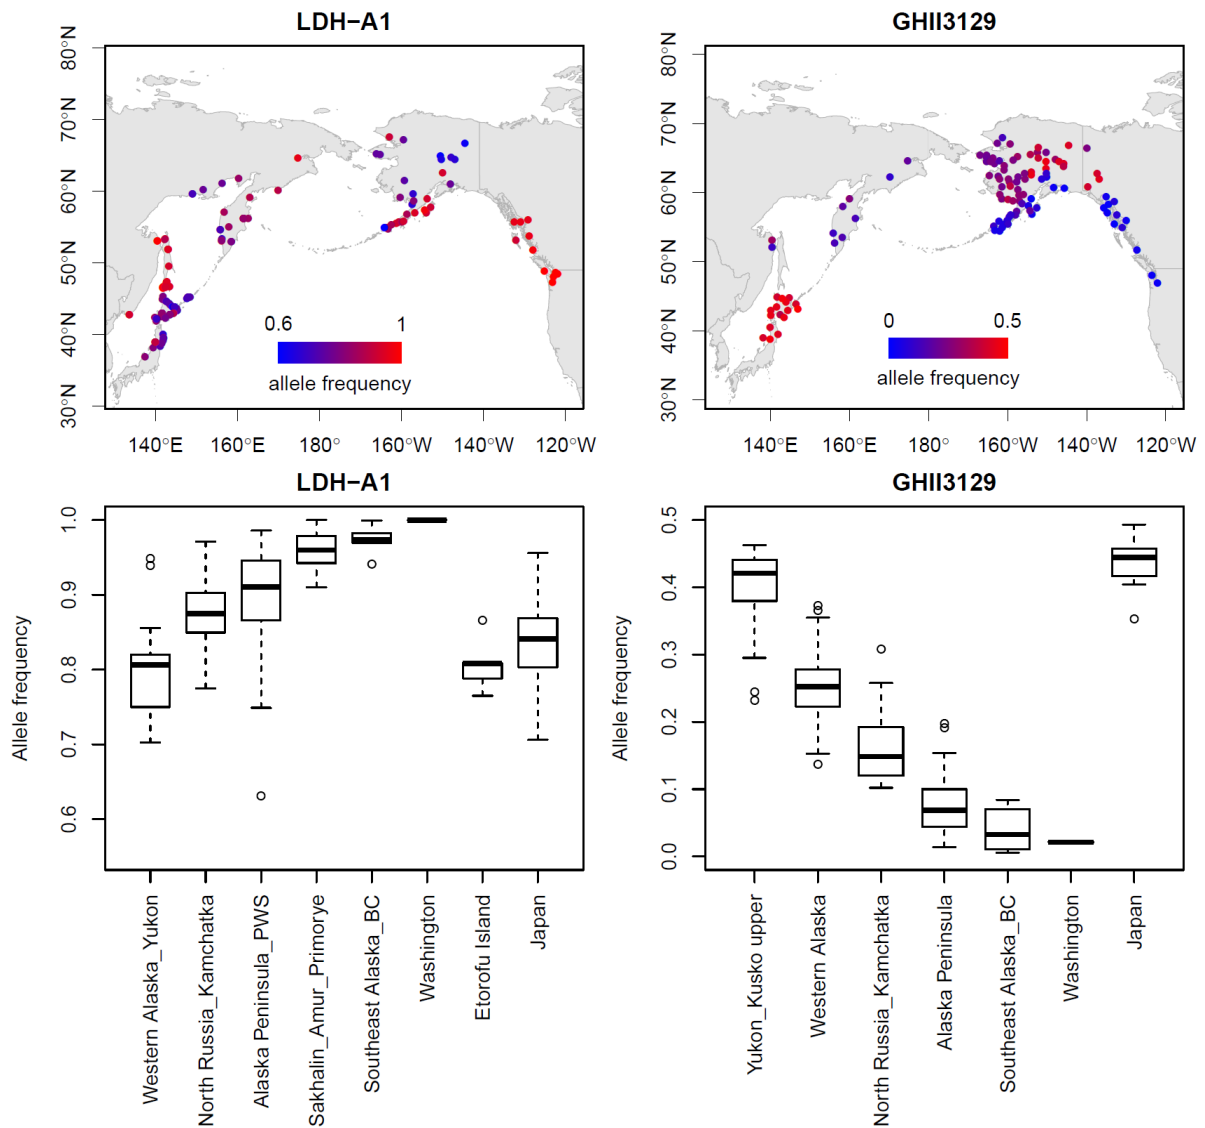 LDH−A1
GHII3129
80°N
70°N
60°N
50°N
40°N
30°N
0.6 1
allele frequency
140°E 160°E 180° 160°W 140°W 120°W
80°N
70°N
60°N
50°N
40°N
30°N
0 0.5
allele frequency
140°E 160°E 180° 160°W 140°W 120°W
LDH−A1
Allele frequency
1.0
0.9
0.8
0.7
0.6
Western Alaska_Yukon
North Russia_Kamchatka
Alaska Peninsula_PWS
Sakhalin_Amur_Primorye
Southeast Alaska_BC
Washington
Etorofu Island
Japan
GHII3129
Allele frequency
0.5
0.4
0.3
0.2
0.1
0.0
Yukon_Kusko upper
Western Alaska
North Russia_Kamchatka
Alaska Peninsula
Southeast Alaska_BC
Washington
Japan